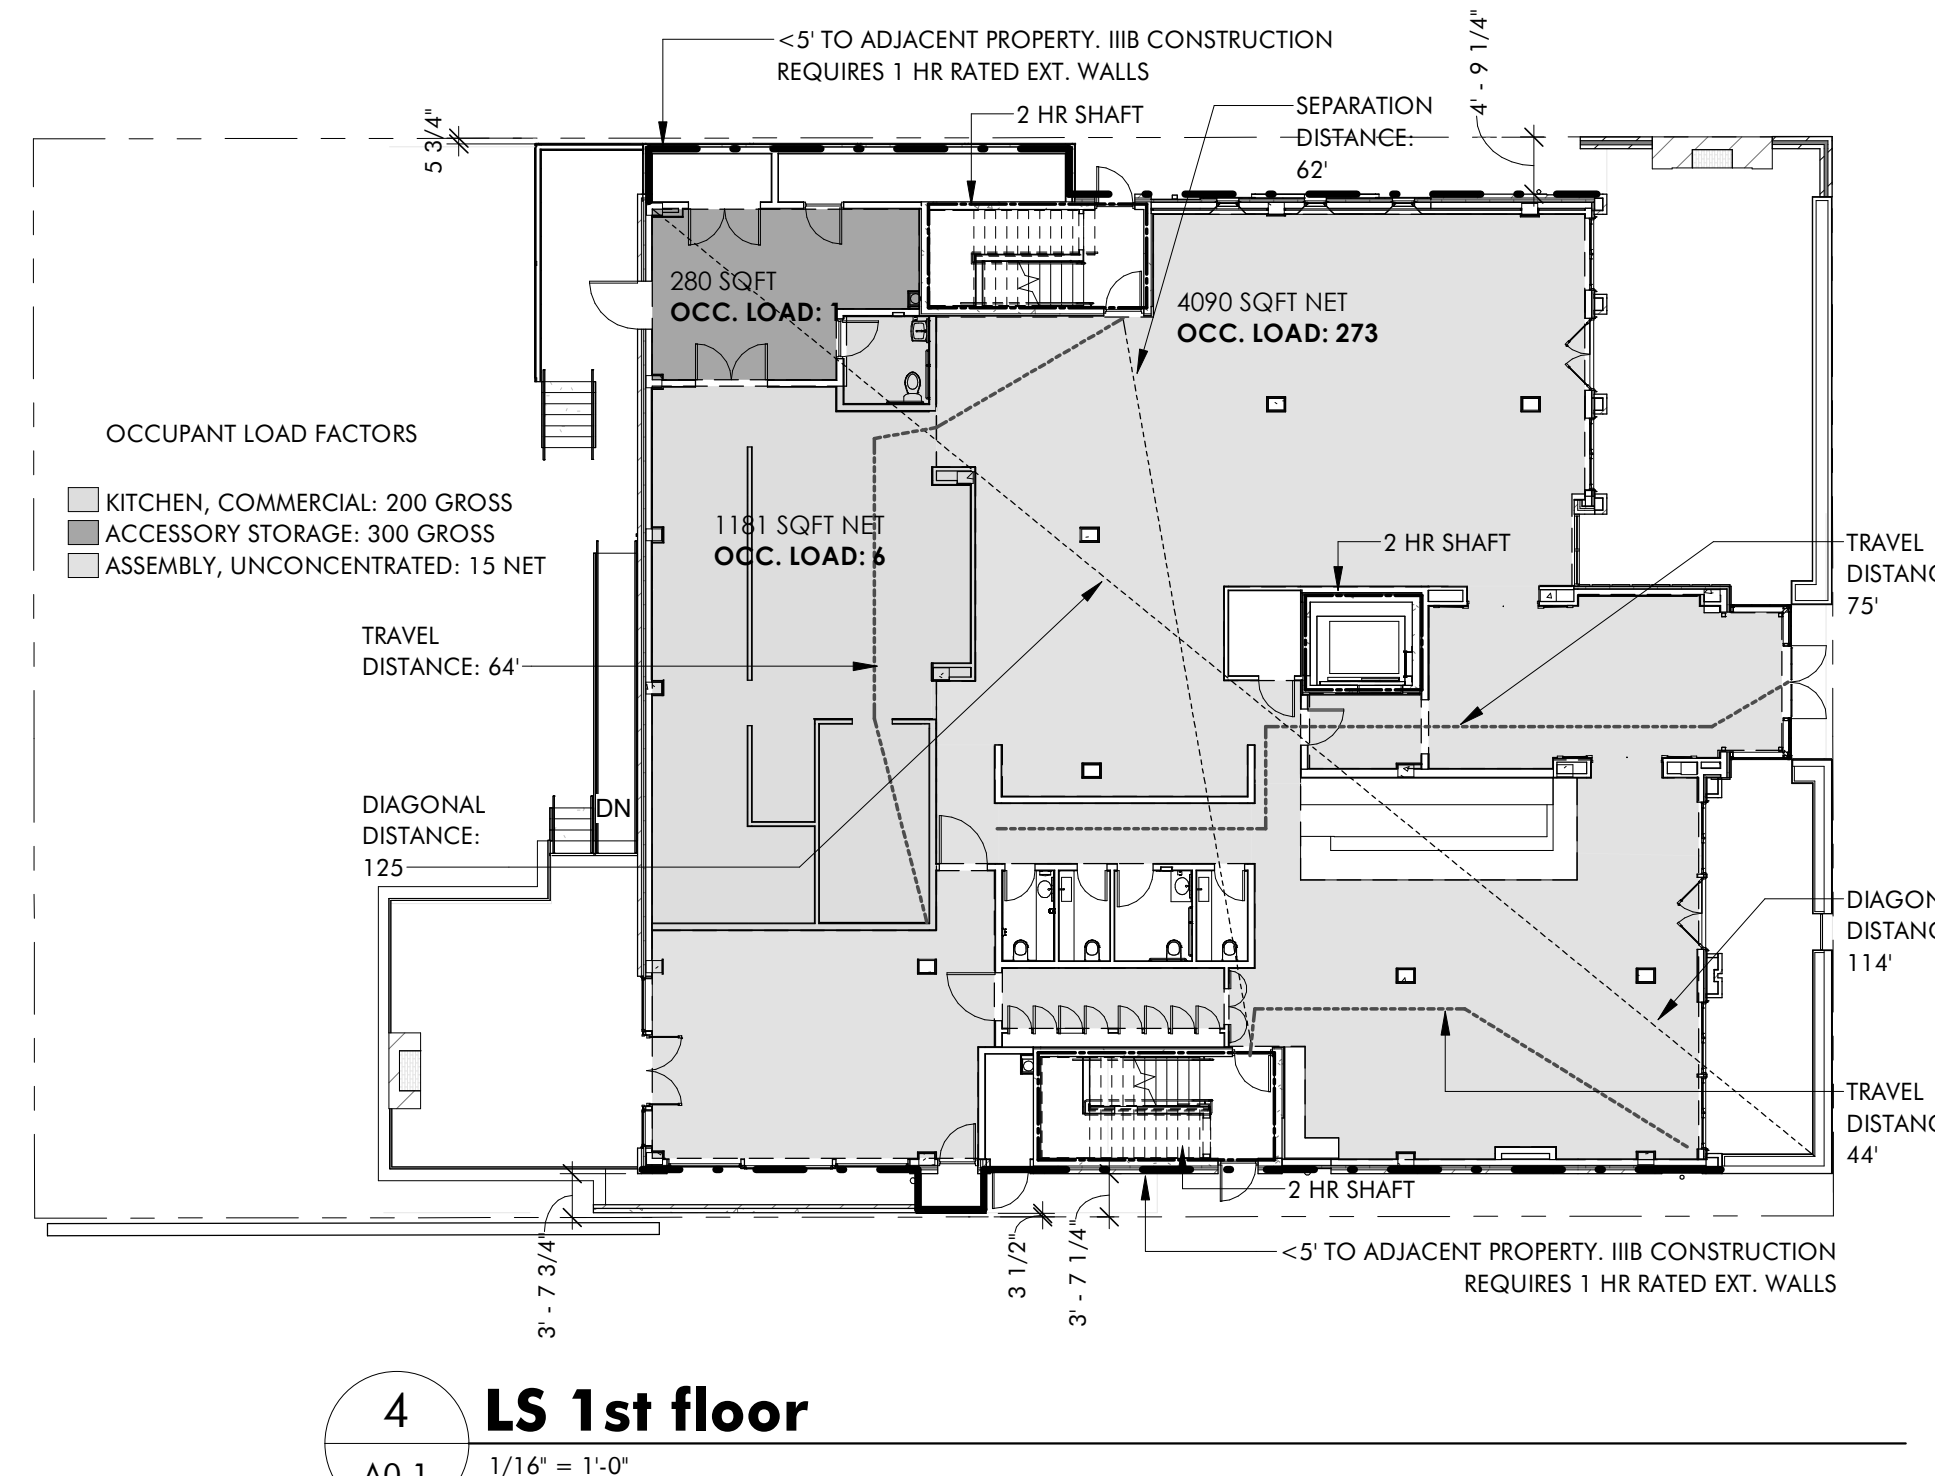 <5' TO ADJACENT PROPERTY. IIIB CONSTRUCTION
REQUIRES 1 HR RATED EXT. WALLS
2 HR SHAFT
SEPARATION
DISTANCE:
62'
4' - 9 1/4"
5 3/4"
280 SQFT
OCC. LOAD: 1
4090 SQFT NET
OCC. LOAD: 273
OCCUPANT LOAD FACTORS
KITCHEN, COMMERCIAL: 200 GROSS
ACCESSORY STORAGE: 300 GROSS
ASSEMBLY, UNCONCENTRATED: 15 NET
1181 SQFT NET
OCC. LOAD: 6
2 HR SHAFT
TRAVEL
DISTANC
75'
TRAVEL
DISTANCE: 64'
DIAGONAL
DISTANCE:
125
DN
DIAGON
DISTANC
114'
TRAVEL
DISTANC
44'
2 HR SHAFT
3' - 7 3/4"
3 1/2"
3' - 7 1/4"
<5' TO ADJACENT PROPERTY. IIIB CONSTRUCTION
REQUIRES 1 HR RATED EXT. WALLS
4
LS 1st floor
A0.1
1/16" = 1'-0"